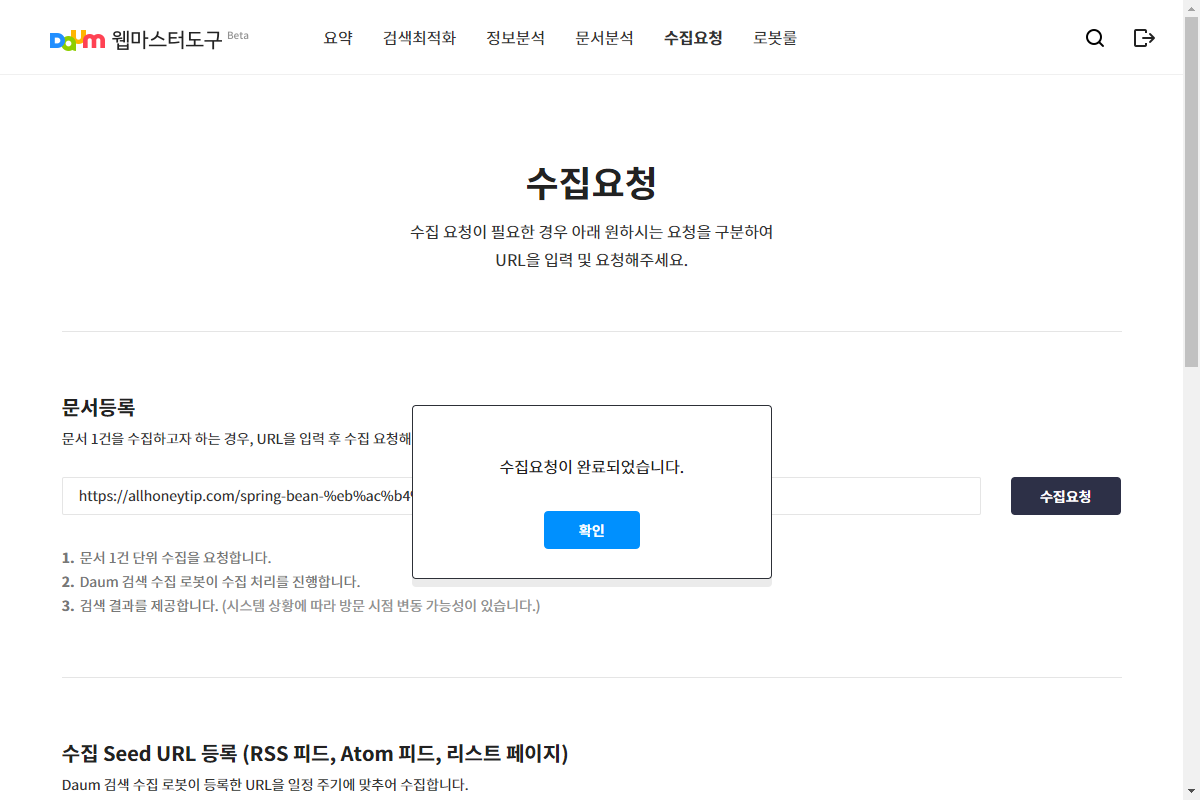 Daum 웹마스터도구 Beta
요약 검색최적화 정보분석 문서분석 수집요청 로봇룰
수집요청
수집 요청이 필요한 경우 아래 원하시는 요청을 구분하여
URL을 입력 및 요청해주세요.
문서등록
문서 1건을 수집하고자 하는 경우, URL을 입력 후 수집 요청해
수집요청이 완료되었습니다.
https://allhoneytip.com/spring-bean-%eb%ac%b4 수집요청
확인
1. 문서 1건 단위 수집을 요청합니다.
2. Daum 검색 수집 로봇이 수집 처리를 진행합니다.
3. 검색 결과를 제공합니다. (시스템 상황에 따라 방문 시점 변동 가능성이 있습니다.)
수집 Seed URL 등록 (RSS 피드, Atom 피드, 리스트 페이지)
Daum 검색 수집 로봇이 등록한 URL을 일정 주기에 맞추어 수집합니다.